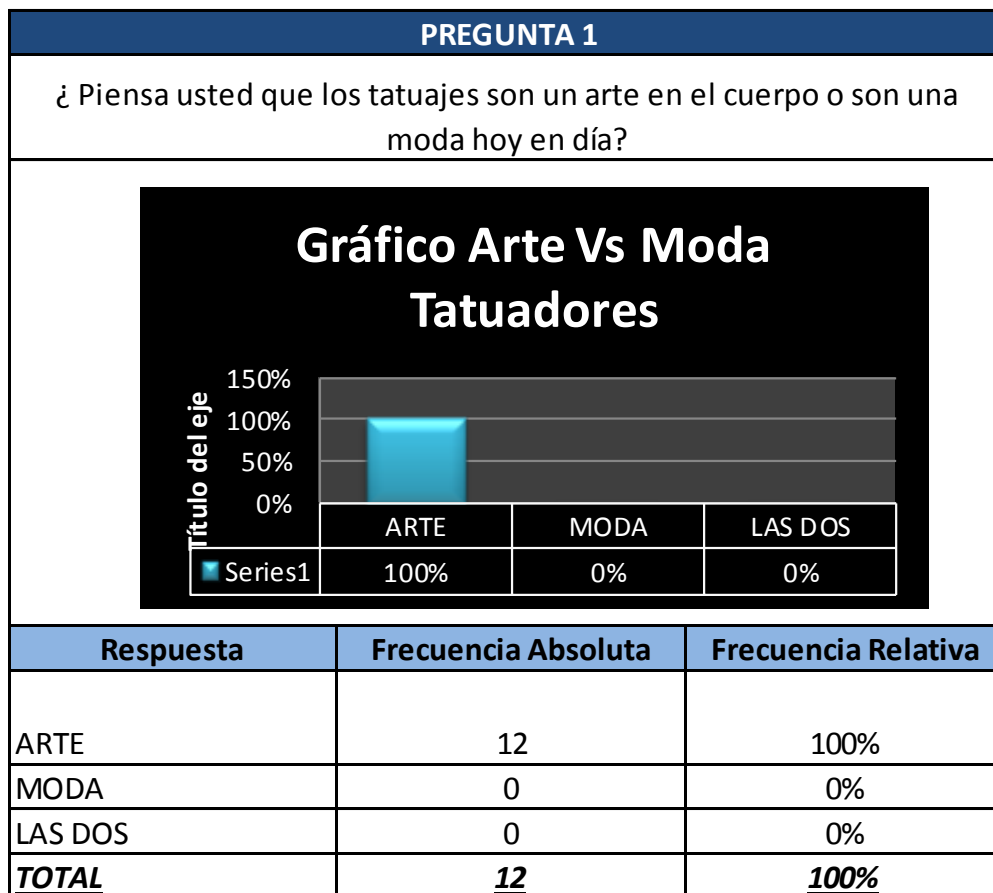 PREGUNTA 1
¿ Piensa usted que los tatuajes son un arte en el cuerpo o son una
moda hoy en día?
Gráfico Arte Vs Moda
Tatuadores
Título del eje
150%
100%
50%
0%
ARTE MODA LAS DOS
Series1 100% 0% 0%
Respuesta Frecuencia Absoluta Frecuencia Relativa
ARTE 12 100%
MODA 0 0%
LAS DOS 0 0%
TOTAL 12 100%